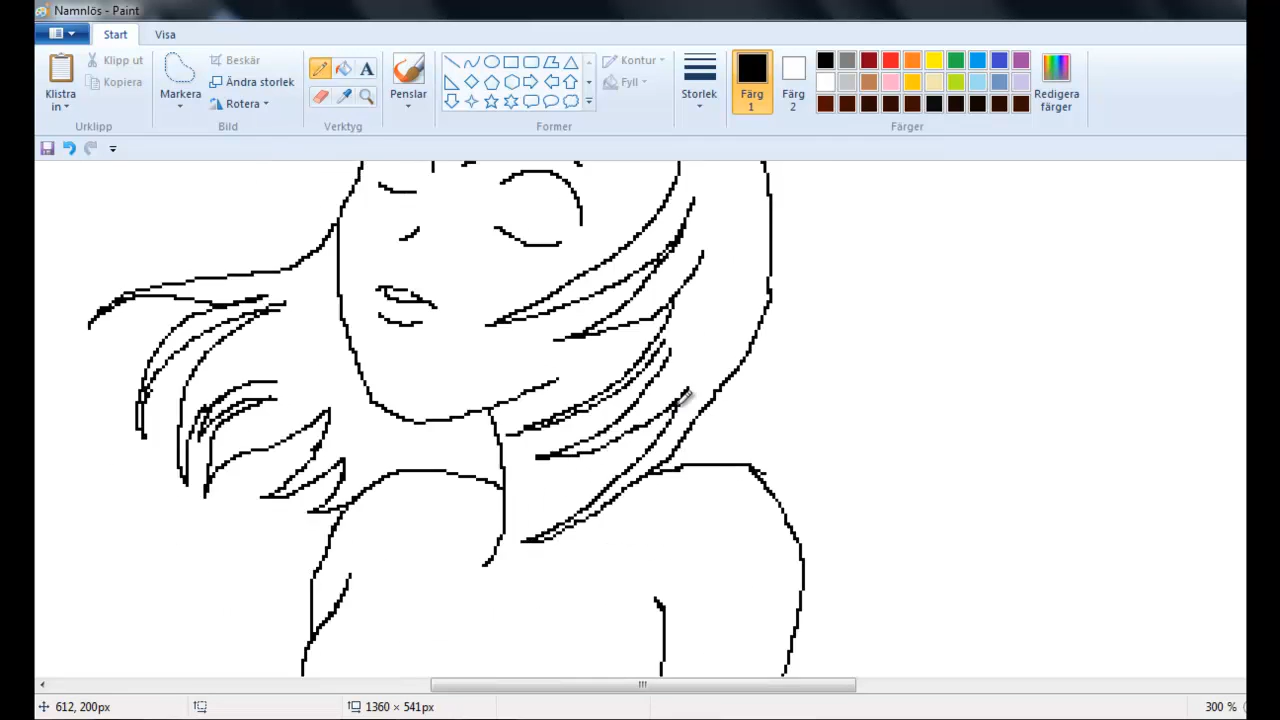 Namnlös - Paint
Start Visa
Klistra in
Klipp ut
Kopiera
Urklipp
Markera
Beskär
Ändra storlek
Rotera
Bild
A
Verktyg
Penslar
Kontur
Fyll
Former
Storlek
Färg 1
Färg 2
Redigera färger
Färger
612, 200px
1360 × 541px
300 %